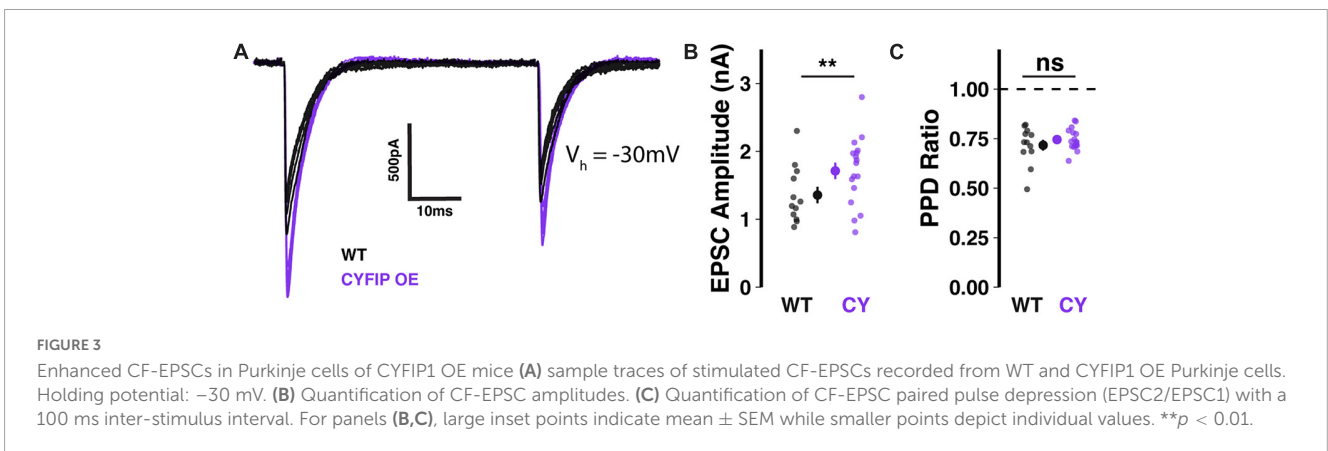 A
500pA
10ms
V_h = -30mV
WT
CYFIP OE
B
EPSC Amplitude (nA)
3
2
1
0
**
WT CY
C
PPD Ratio
ns
1.00
0.75
0.50
0.25
0.00
WT CY
FIGURE 3
Enhanced CF-EPSCs in Purkinje cells of CYFIP1 OE mice (A) sample traces of stimulated CF-EPSCs recorded from WT and CYFIP1 OE Purkinje cells.
Holding potential: −30 mV. (B) Quantification of CF-EPSC amplitudes. (C) Quantification of CF-EPSC paired pulse depression (EPSC2/EPSC1) with a
100 ms inter-stimulus interval. For panels (B,C), large inset points indicate mean ± SEM while smaller points depict individual values. **p < 0.01.